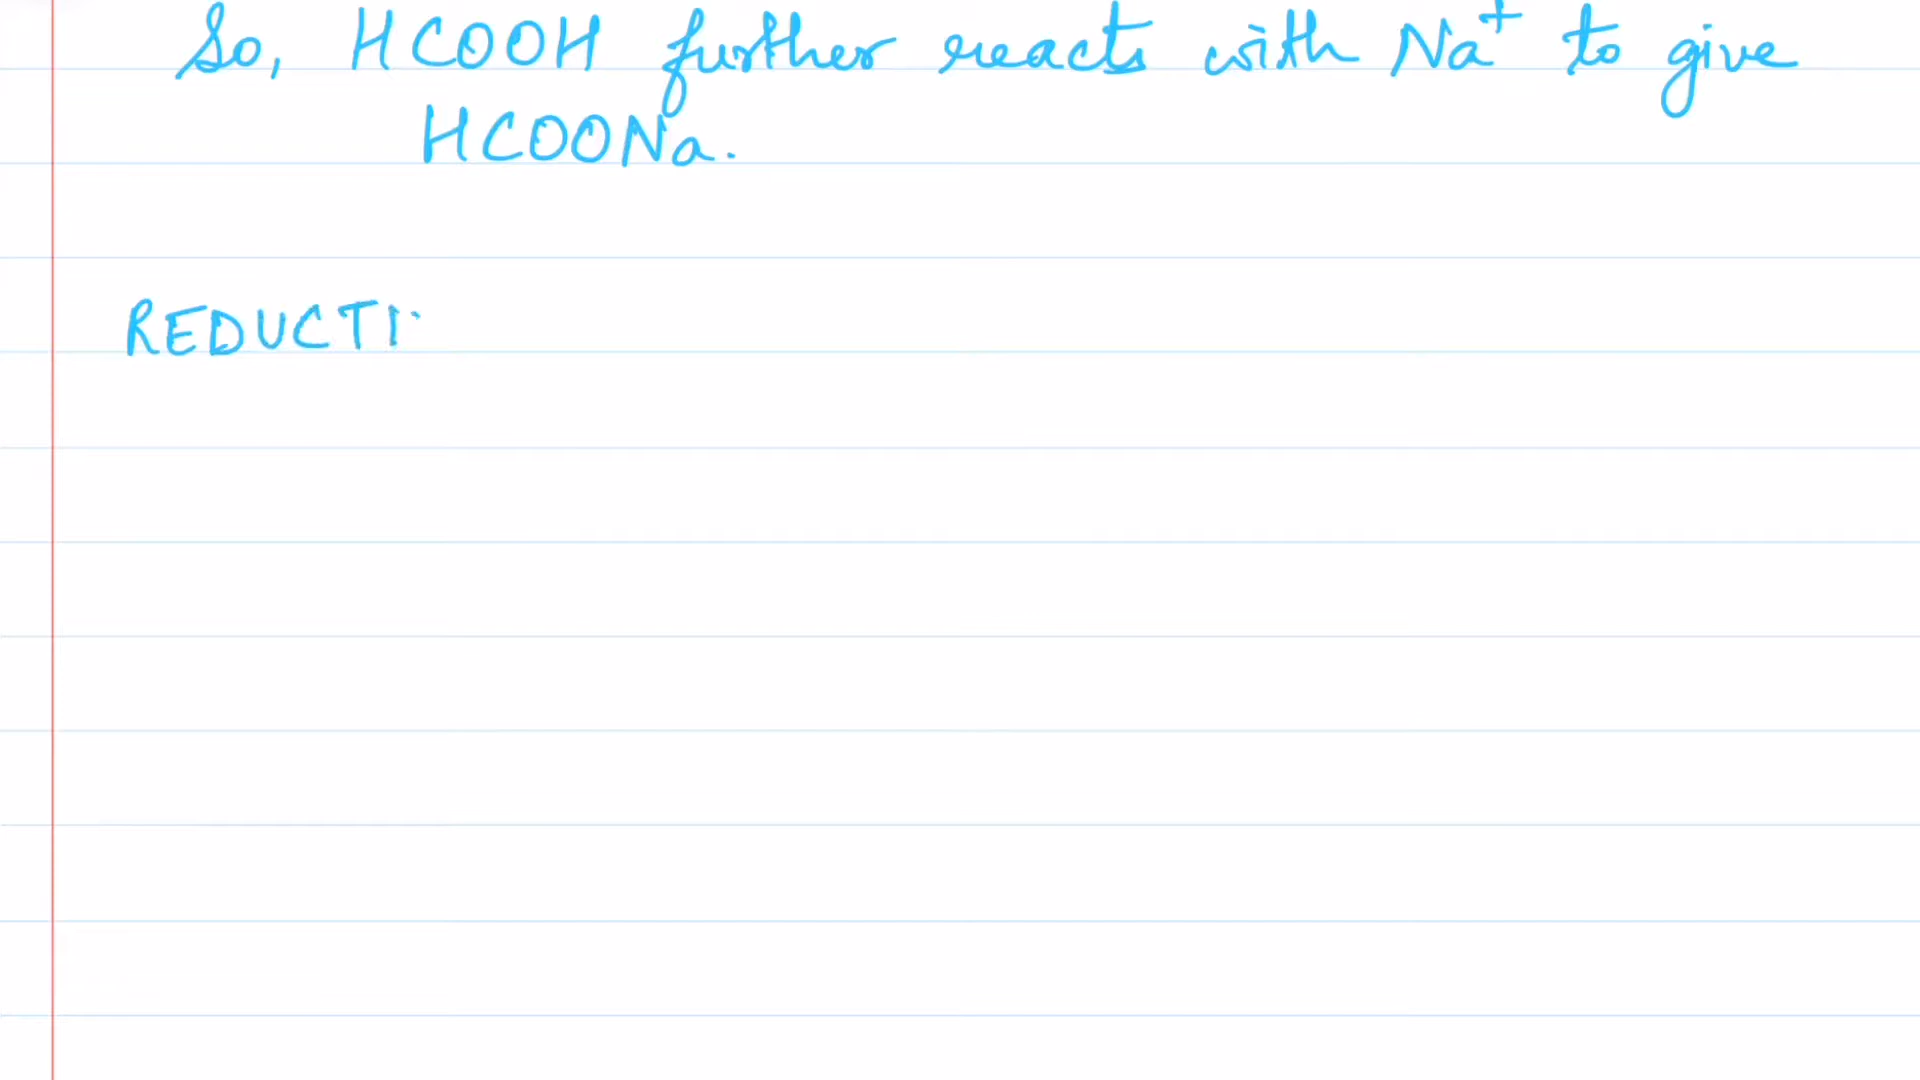 So, HCOOH further reacts with Na⁺ to give
HCOONa.
REDUCTI